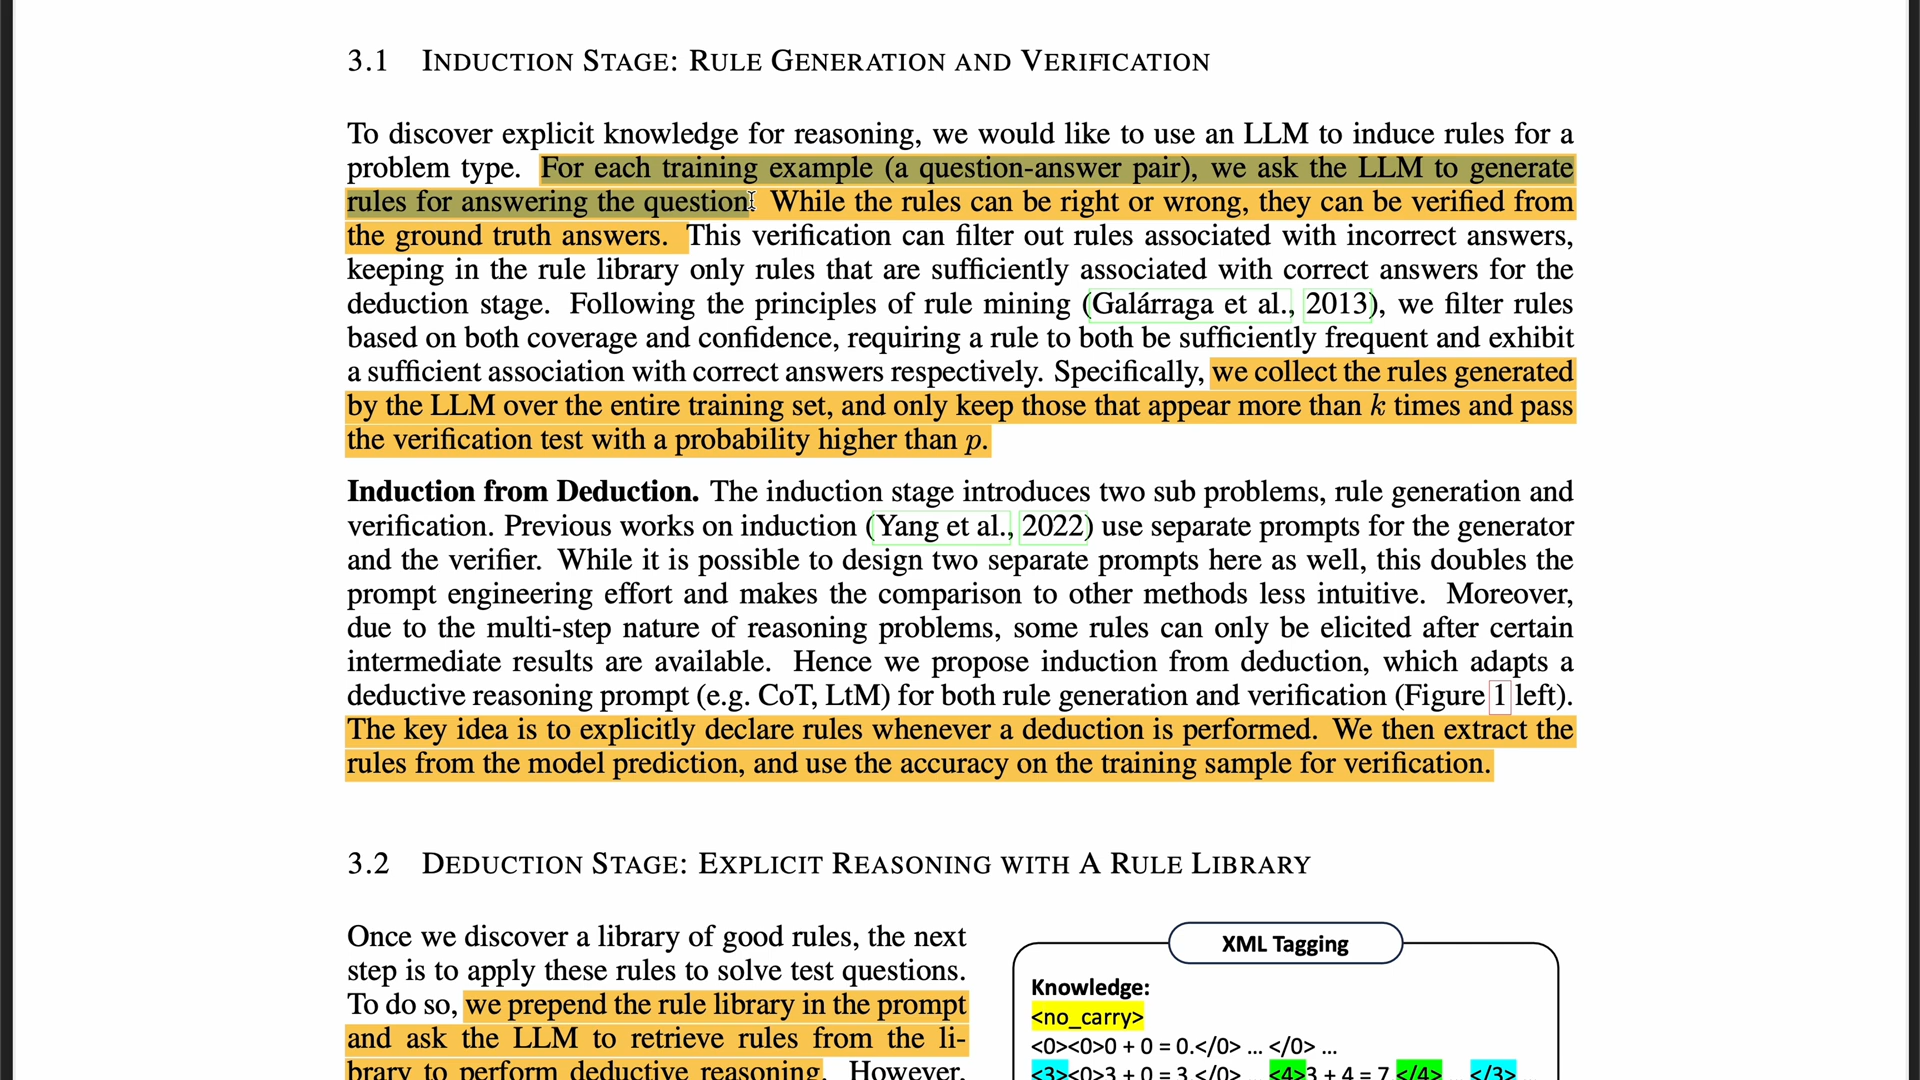 3.1 INDUCTION STAGE: RULE GENERATION AND VERIFICATION
To discover explicit knowledge for reasoning, we would like to use an LLM to induce rules for a
problem type. For each training example (a question-answer pair), we ask the LLM to generate
rules for answering the question. While the rules can be right or wrong, they can be verified from
the ground truth answers. This verification can filter out rules associated with incorrect answers,
keeping in the rule library only rules that are sufficiently associated with correct answers for the
deduction stage. Following the principles of rule mining (Galárraga et al., 2013), we filter rules
based on both coverage and confidence, requiring a rule to both be sufficiently frequent and exhibit
a sufficient association with correct answers respectively. Specifically, we collect the rules generated
by the LLM over the entire training set, and only keep those that appear more than k times and pass
the verification test with a probability higher than p.
Induction from Deduction. The induction stage introduces two sub problems, rule generation and
verification. Previous works on induction (Yang et al., 2022) use separate prompts for the generator
and the verifier. While it is possible to design two separate prompts here as well, this doubles the
prompt engineering effort and makes the comparison to other methods less intuitive. Moreover,
due to the multi-step nature of reasoning problems, some rules can only be elicited after certain
intermediate results are available. Hence we propose induction from deduction, which adapts a
deductive reasoning prompt (e.g. CoT, LtM) for both rule generation and verification (Figure 1 left).
The key idea is to explicitly declare rules whenever a deduction is performed. We then extract the
rules from the model prediction, and use the accuracy on the training sample for verification.
3.2 DEDUCTION STAGE: EXPLICIT REASONING WITH A RULE LIBRARY
Once we discover a library of good rules, the next
step is to apply these rules to solve test questions.
To do so, we prepend the rule library in the prompt
and ask the LLM to retrieve rules from the li-
brary to perform deductive reasoning. However,
XML Tagging
Knowledge:
<no_carry>
<0><0>0 + 0 = 0.</0> ... </0> ...
<3><0>3 + 0 = 3.</0> ... <4>3 + 4 = 7.</4> ... </3> ...